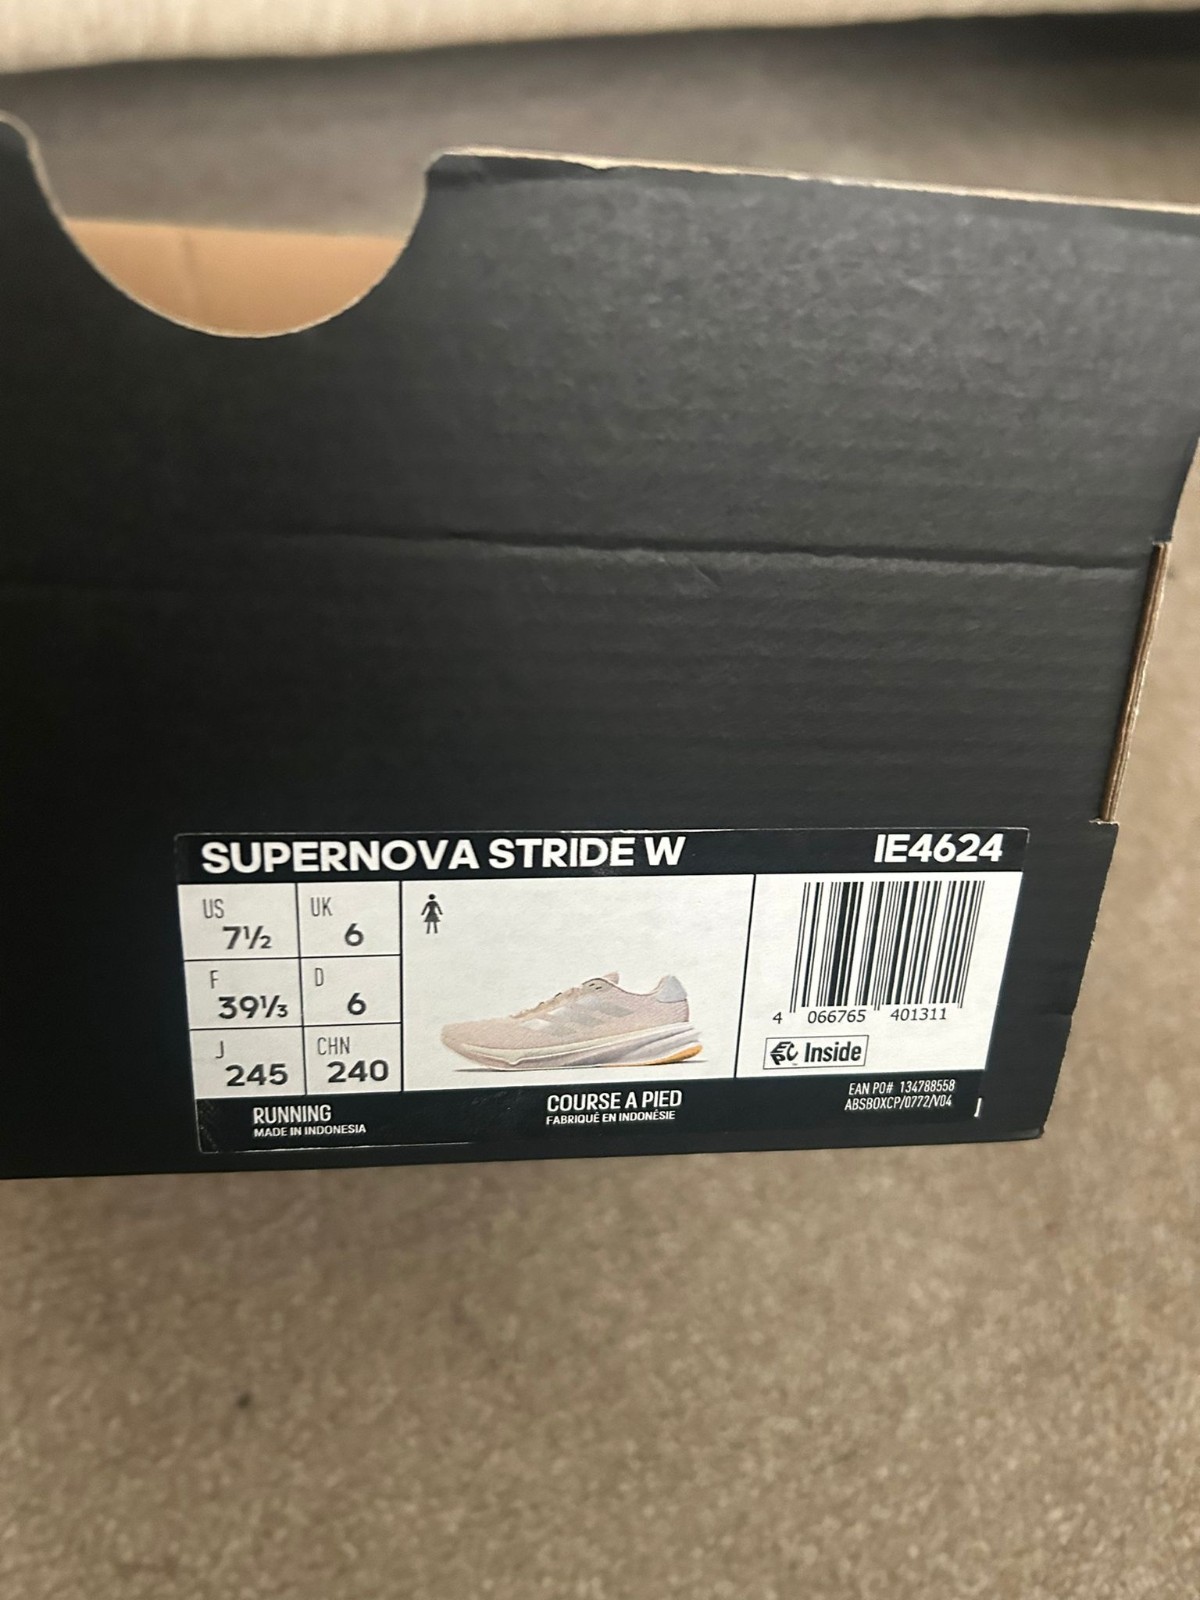 SUPERNOVA STRIDE W IE4624
US 7½ UK 6
F 39⅓ D 6
J 245 CHN 240
4 066765 401311
Inside
RUNNING
MADE IN INDONESIA
COURSE A PIED
FABRIQUÉ EN INDONÉSIE
EAN PO# 134788558
ABSBOXCP/0772/V04